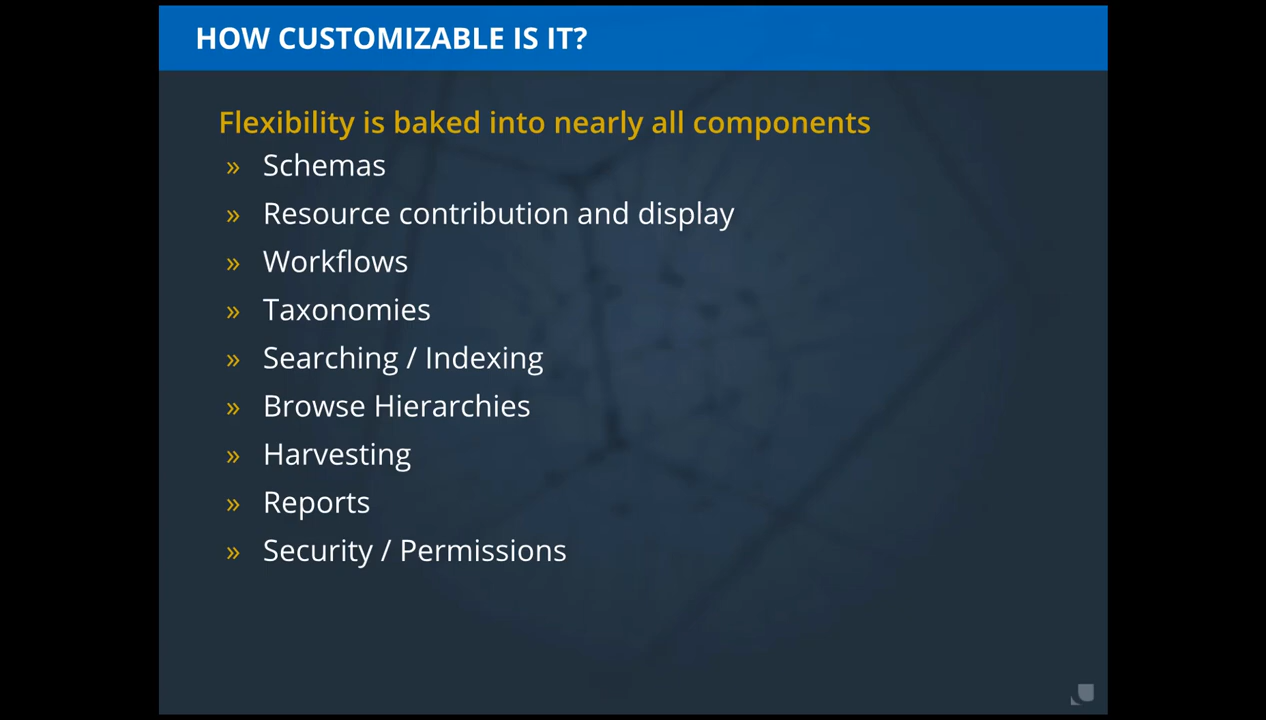 HOW CUSTOMIZABLE IS IT?
Flexibility is baked into nearly all components
» Schemas
» Resource contribution and display
» Workflows
» Taxonomies
» Searching / Indexing
» Browse Hierarchies
» Harvesting
» Reports
» Security / Permissions